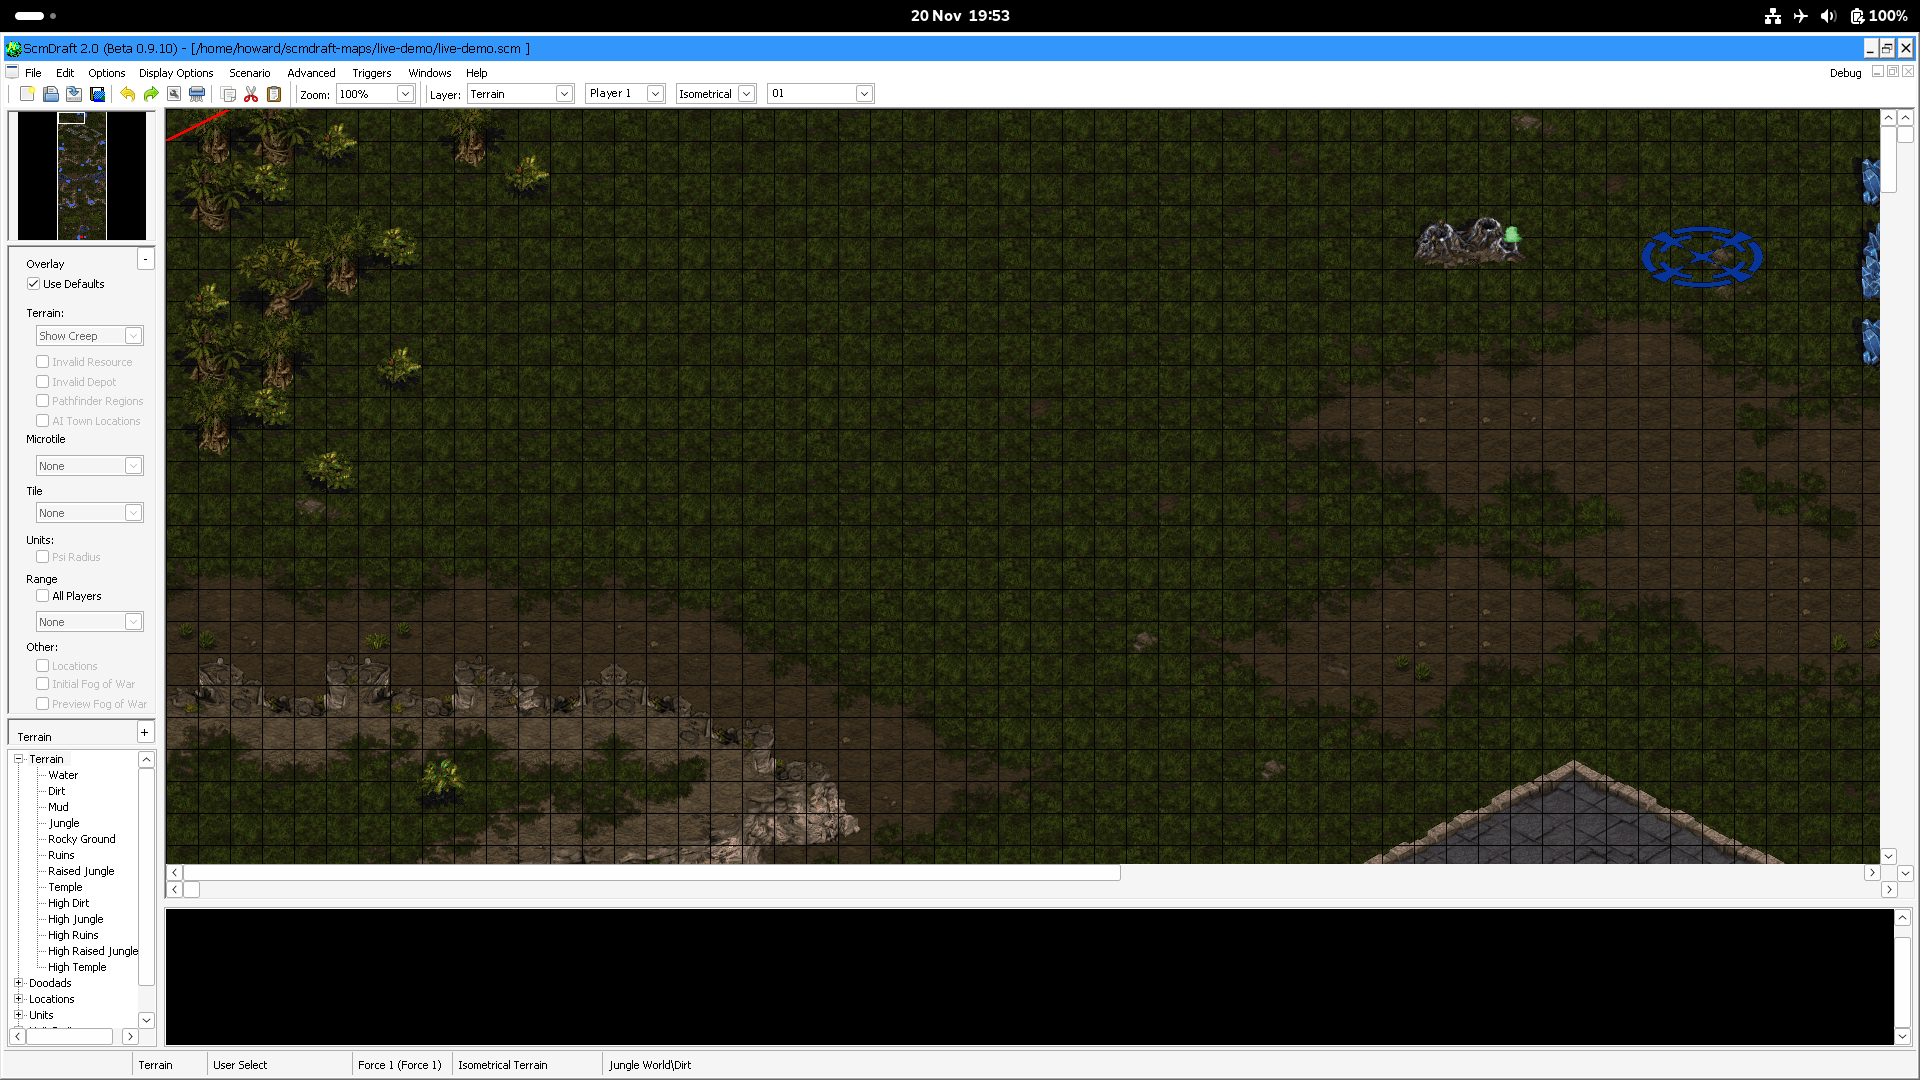 20 Nov 19:53
100%
ScmDraft 2.0 (Beta 0.9.10) - [/home/howard/scmdraft-maps/live-demo/live-demo.scm ]
File Edit Options Display Options Scenario Advanced Triggers Windows Help Debug
Zoom: 100% Layer: Terrain Player 1 Isometrical 01
Overlay
-
Use Defaults
Terrain:
Show Creep
Invalid Resource
Invalid Depot
Pathfinder Regions
AI Town Locations
Microtile
None
Tile
None
Units:
Psi Radius
Range
All Players
None
Other:
Locations
Initial Fog of War
Preview Fog of War
Terrain
+
Terrain
Water
Dirt
Mud
Jungle
Rocky Ground
Ruins
Raised Jungle
Temple
High Dirt
High Jungle
High Ruins
High Raised Jungle
High Temple
Doodads
Locations
Units
Terrain User Select Force 1 (Force 1) Isometrical Terrain Jungle World\Dirt